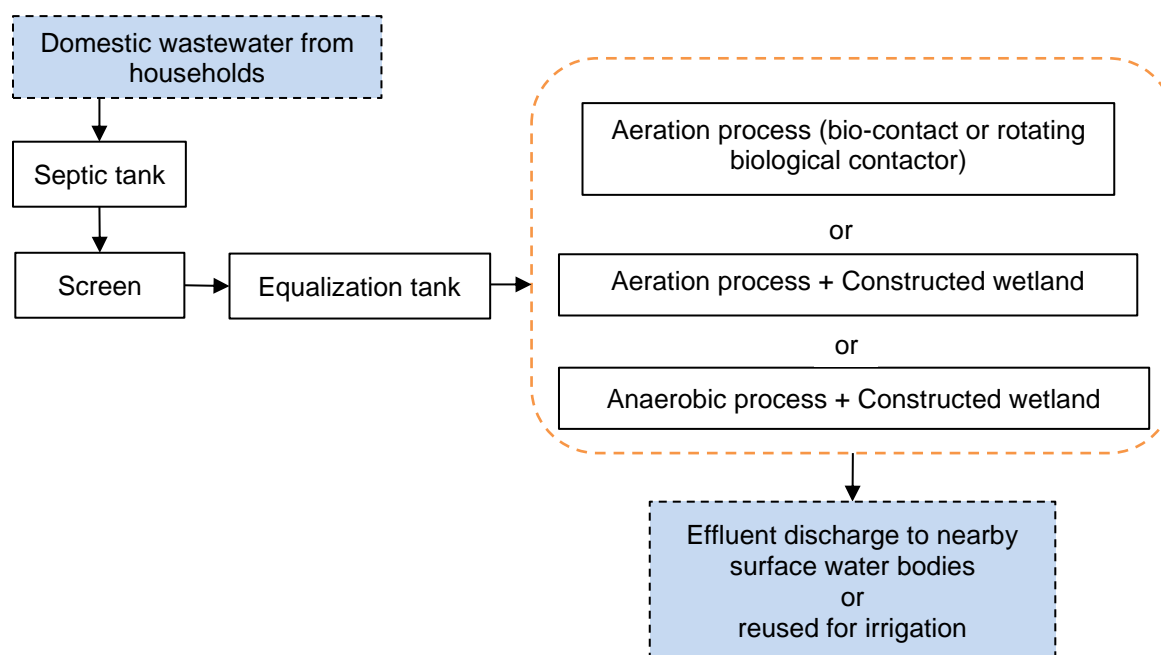 Domestic wastewater from
households
Septic tank
Screen
Equalization tank
Aeration process (bio-contact or rotating
biological contactor)
or
Aeration process + Constructed wetland
or
Anaerobic process + Constructed wetland
Effluent discharge to nearby
surface water bodies
or
reused for irrigation